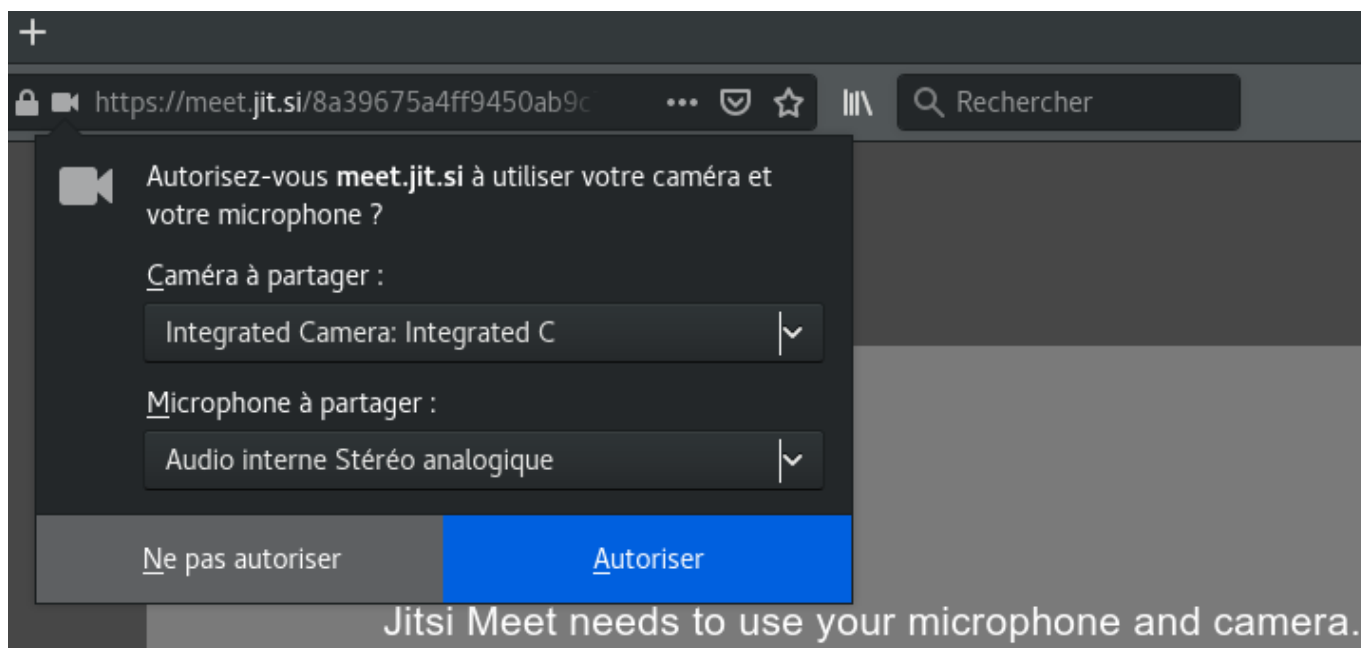 https://meet.jit.si/8a39675a4ff9450ab9c
Rechercher
Autorisez-vous meet.jit.si à utiliser votre caméra et
votre microphone ?
Caméra à partager :
Integrated Camera: Integrated C
Microphone à partager :
Audio interne Stéréo analogique
Ne pas autoriser
Autoriser
Jitsi Meet needs to use your microphone and camera.